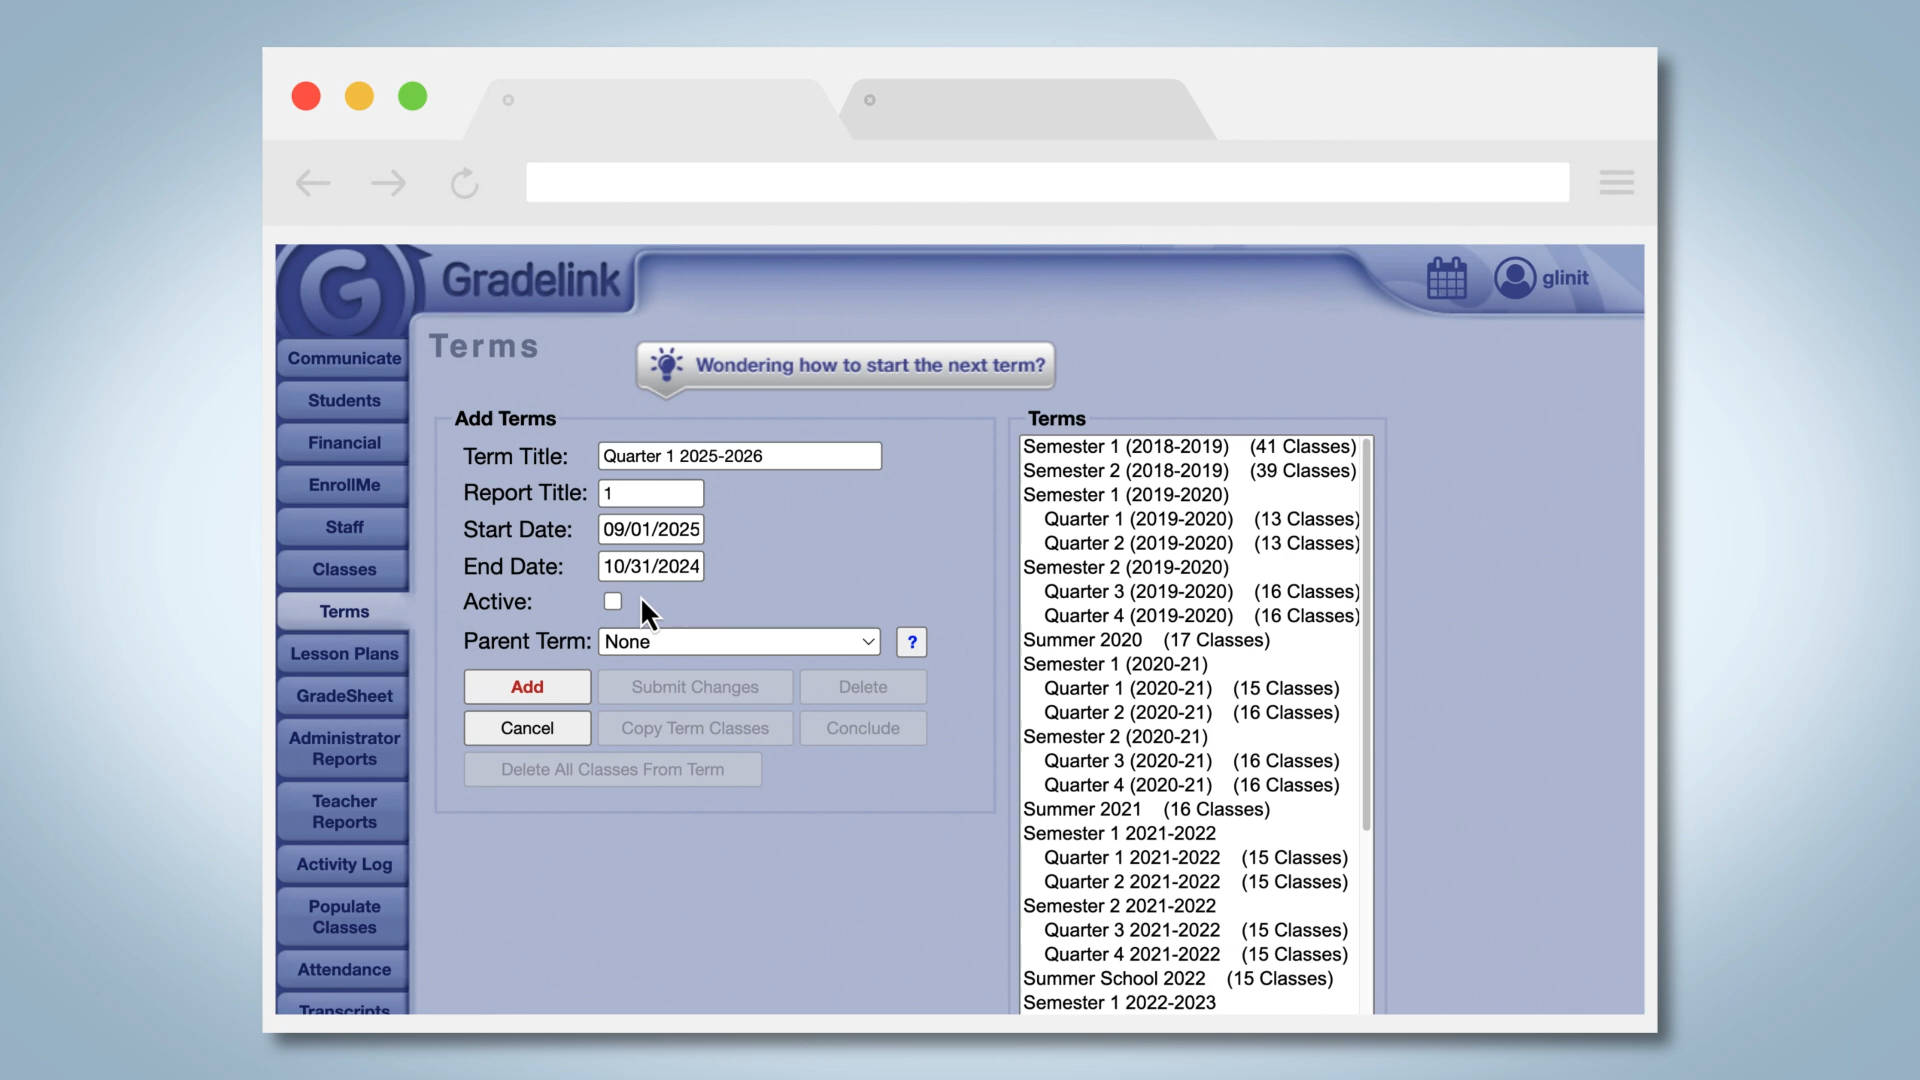 Gradelink
glinit
Terms
Wondering how to start the next term?
Communicate
Students
Financial
EnrollMe
Staff
Classes
Terms
Lesson Plans
GradeSheet
Administrator
Reports
Teacher
Reports
Activity Log
Populate
Classes
Attendance
Transcripts
Add Terms
Term Title: Quarter 1 2025-2026
Report Title: 1
Start Date: 09/01/2025
End Date: 10/31/2024
Active:
Parent Term: None ?
Add Submit Changes Delete
Cancel Copy Term Classes Conclude
Delete All Classes From Term
Terms
Semester 1 (2018-2019) (41 Classes)
Semester 2 (2018-2019) (39 Classes)
Semester 1 (2019-2020)
Quarter 1 (2019-2020) (13 Classes)
Quarter 2 (2019-2020) (13 Classes)
Semester 2 (2019-2020)
Quarter 3 (2019-2020) (16 Classes)
Quarter 4 (2019-2020) (16 Classes)
Summer 2020 (17 Classes)
Semester 1 (2020-21)
Quarter 1 (2020-21) (15 Classes)
Quarter 2 (2020-21) (16 Classes)
Semester 2 (2020-21)
Quarter 3 (2020-21) (16 Classes)
Quarter 4 (2020-21) (16 Classes)
Summer 2021 (16 Classes)
Semester 1 2021-2022
Quarter 1 2021-2022 (15 Classes)
Quarter 2 2021-2022 (15 Classes)
Semester 2 2021-2022
Quarter 3 2021-2022 (15 Classes)
Quarter 4 2021-2022 (15 Classes)
Summer School 2022 (15 Classes)
Semester 1 2022-2023